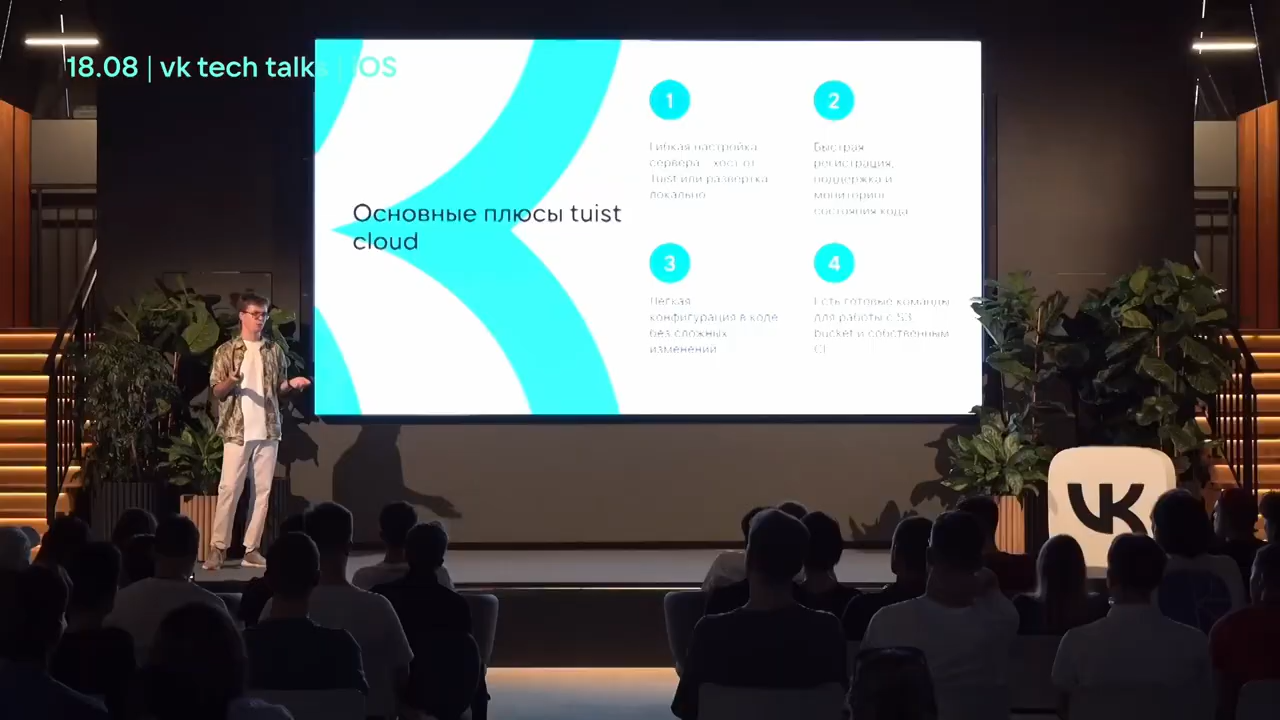 18.08 | vk tech talks | iOS
Основные плюсы tuist
cloud
1
Гибкая настройка
сервера – хост от
Tuist или развертка
локально
2
Быстрая
регистрация,
поддержка и
мониторинг
состояния кода
3
Легкая
конфигурация в коде
без сложных
изменений
4
Есть готовые команды
для работы с S3
bucket и собственным
CI
VK